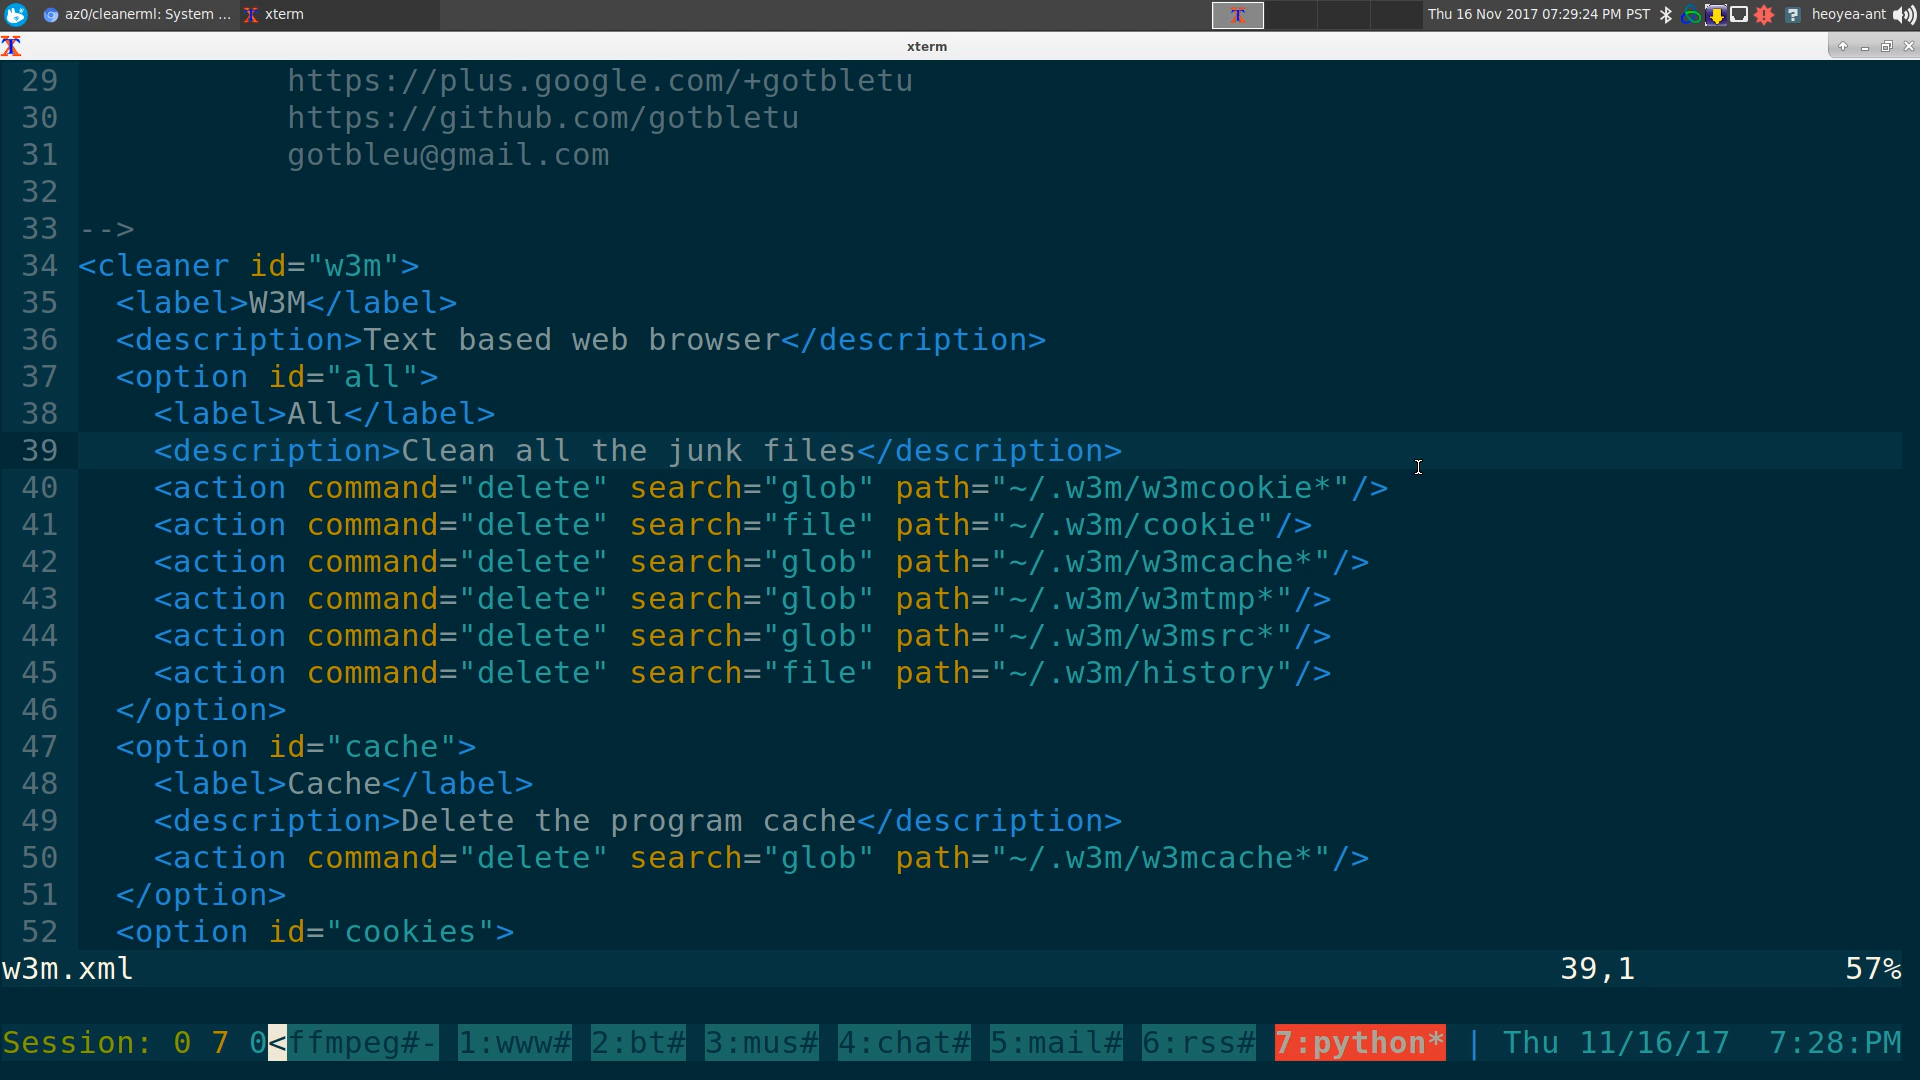 az0/cleanerml: System ...
xterm
Thu 16 Nov 2017 07:29:24 PM PST
heoyea-ant
xterm
29 https://plus.google.com/+gotbletu
30 https://github.com/gotbletu
31 gotbleu@gmail.com
32
33 -->
34 <cleaner id="w3m">
35 <label>W3M</label>
36 <description>Text based web browser</description>
37 <option id="all">
38 <label>All</label>
39 <description>Clean all the junk files</description>
40 <action command="delete" search="glob" path="~/.w3m/w3mcookie*"/>
41 <action command="delete" search="file" path="~/.w3m/cookie"/>
42 <action command="delete" search="glob" path="~/.w3m/w3mcache*"/>
43 <action command="delete" search="glob" path="~/.w3m/w3mtmp*"/>
44 <action command="delete" search="glob" path="~/.w3m/w3msrc*"/>
45 <action command="delete" search="file" path="~/.w3m/history"/>
46 </option>
47 <option id="cache">
48 <label>Cache</label>
49 <description>Delete the program cache</description>
50 <action command="delete" search="glob" path="~/.w3m/w3mcache*"/>
51 </option>
52 <option id="cookies">
w3m.xml 39,1 57%
Session: 0 7 0<ffmpeg#- 1:www# 2:bt# 3:mus# 4:chat# 5:mail# 6:rss# 7:python* | Thu 11/16/17 7:28:PM